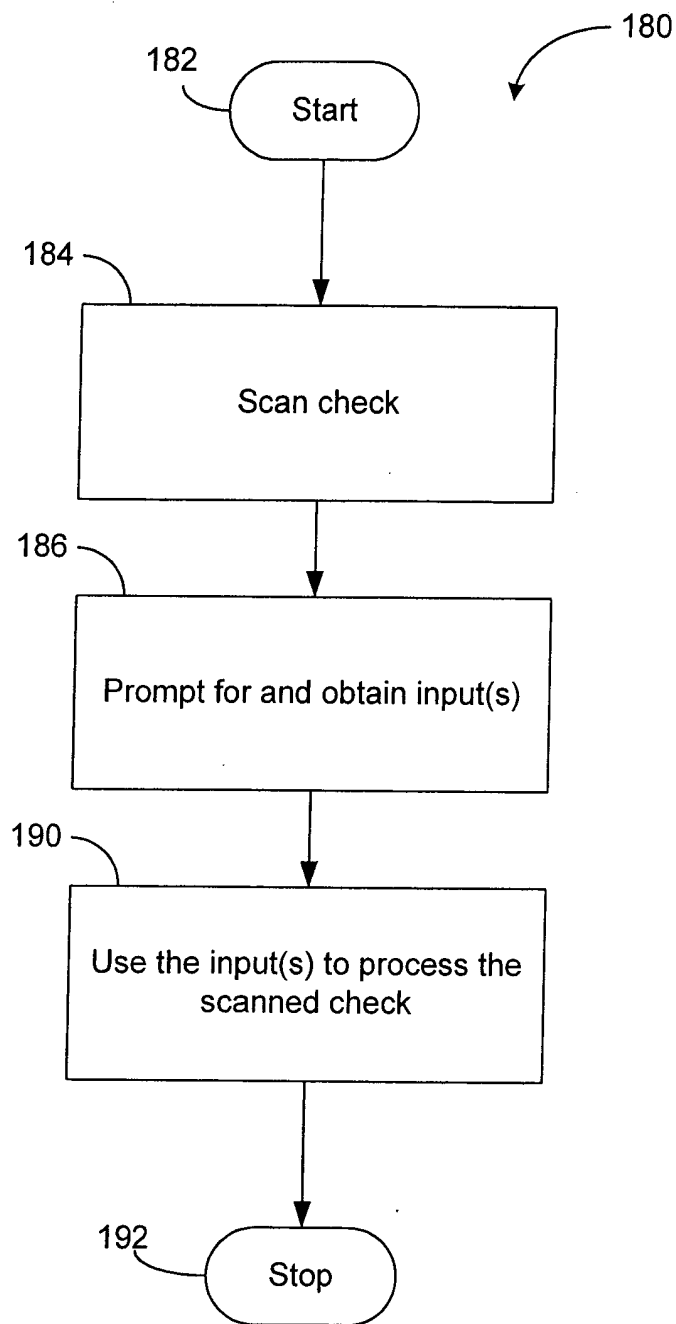 180
182
Start
184
Scan check
186
Prompt for and obtain input(s)
190
Use the input(s) to process the
scanned check
192
Stop